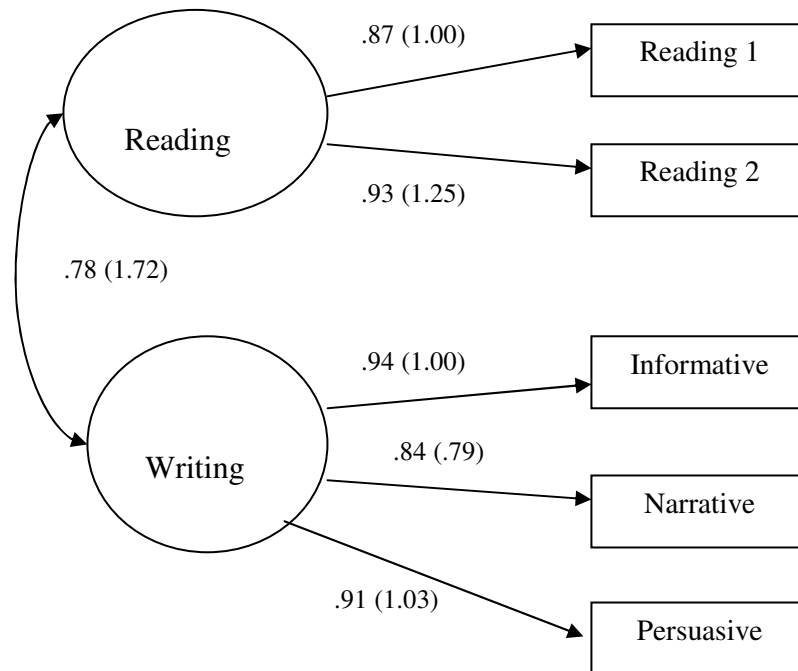 .87 (1.00)
Reading 1
Reading
Reading 2
.93 (1.25)
.78 (1.72)
.94 (1.00)
Informative
.84 (.79)
Writing
Narrative
.91 (1.03)
Persuasive